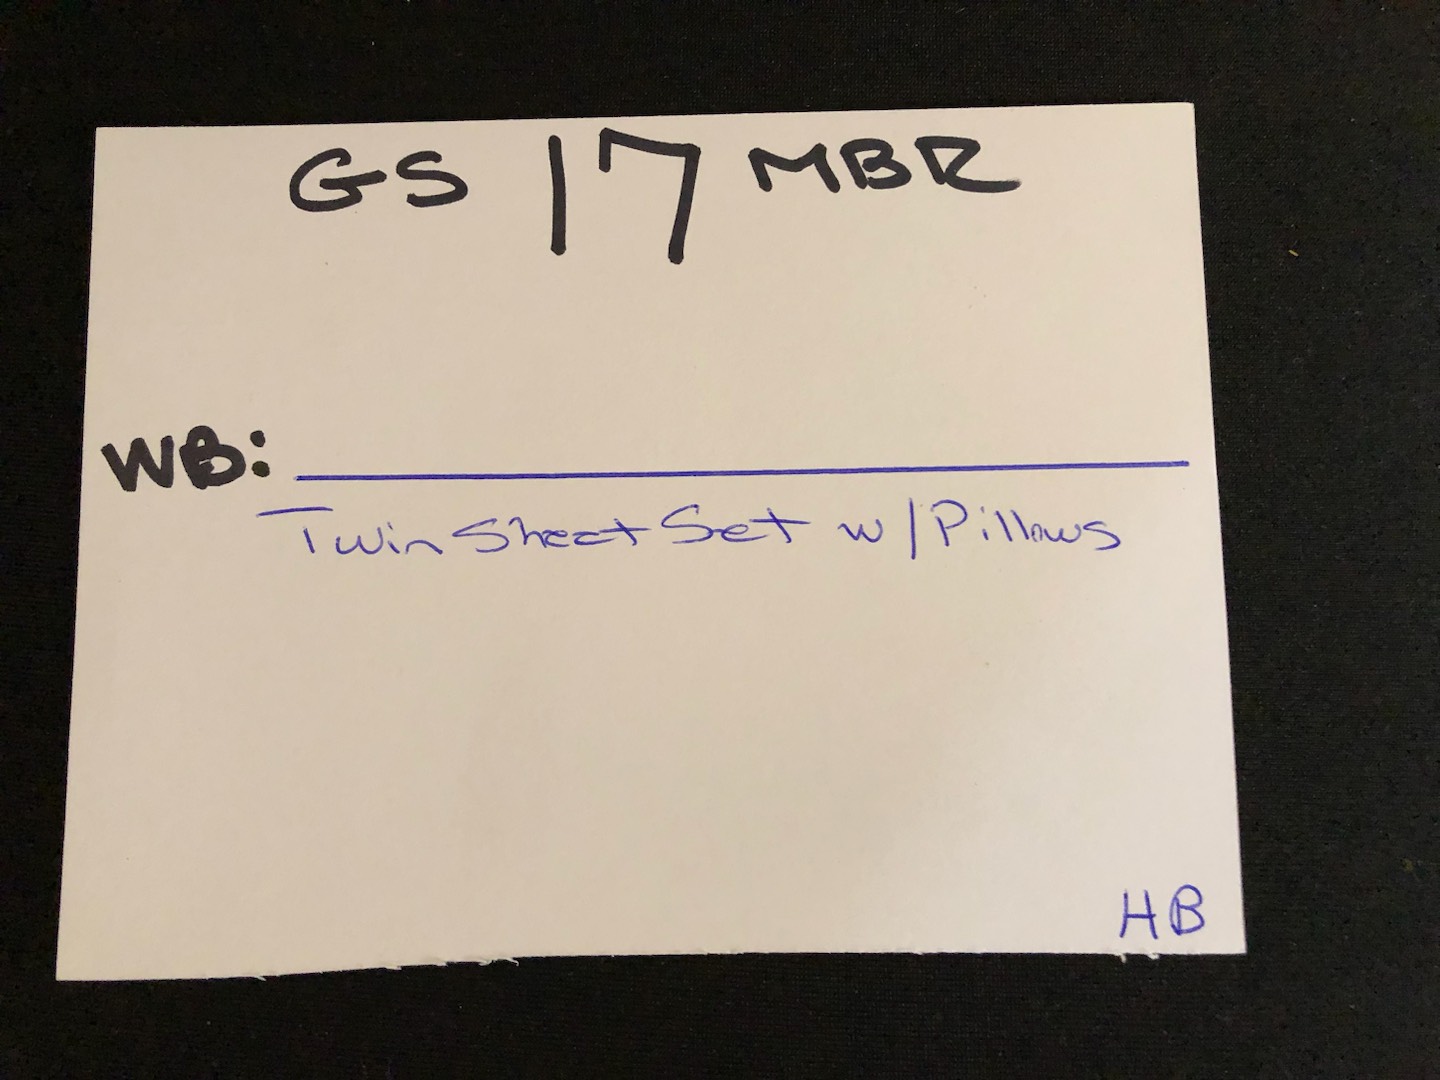 GS 17 MBR
WB:
Twin Sheet Set w/Pillows
HB